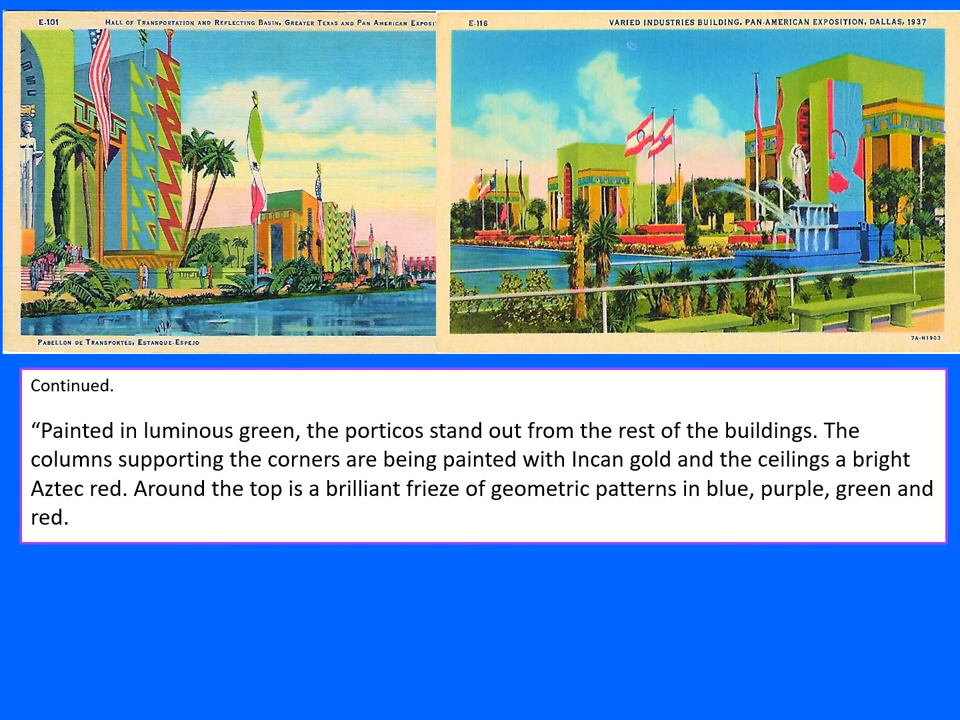 E-101 HALL OF TRANSPORTATION AND REFLECTING BASIN, GREATER TEXAS AND PAN AMERICAN EXPOSI
PABELLON DE TRANSPORTES, ESTANQUE-ESPEJO
E-116 VARIED INDUSTRIES BUILDING, PAN-AMERICAN EXPOSITION, DALLAS, 1937
7A-H1903
Continued.
“Painted in luminous green, the porticos stand out from the rest of the buildings. The
columns supporting the corners are being painted with Incan gold and the ceilings a bright
Aztec red. Around the top is a brilliant frieze of geometric patterns in blue, purple, green and
red.